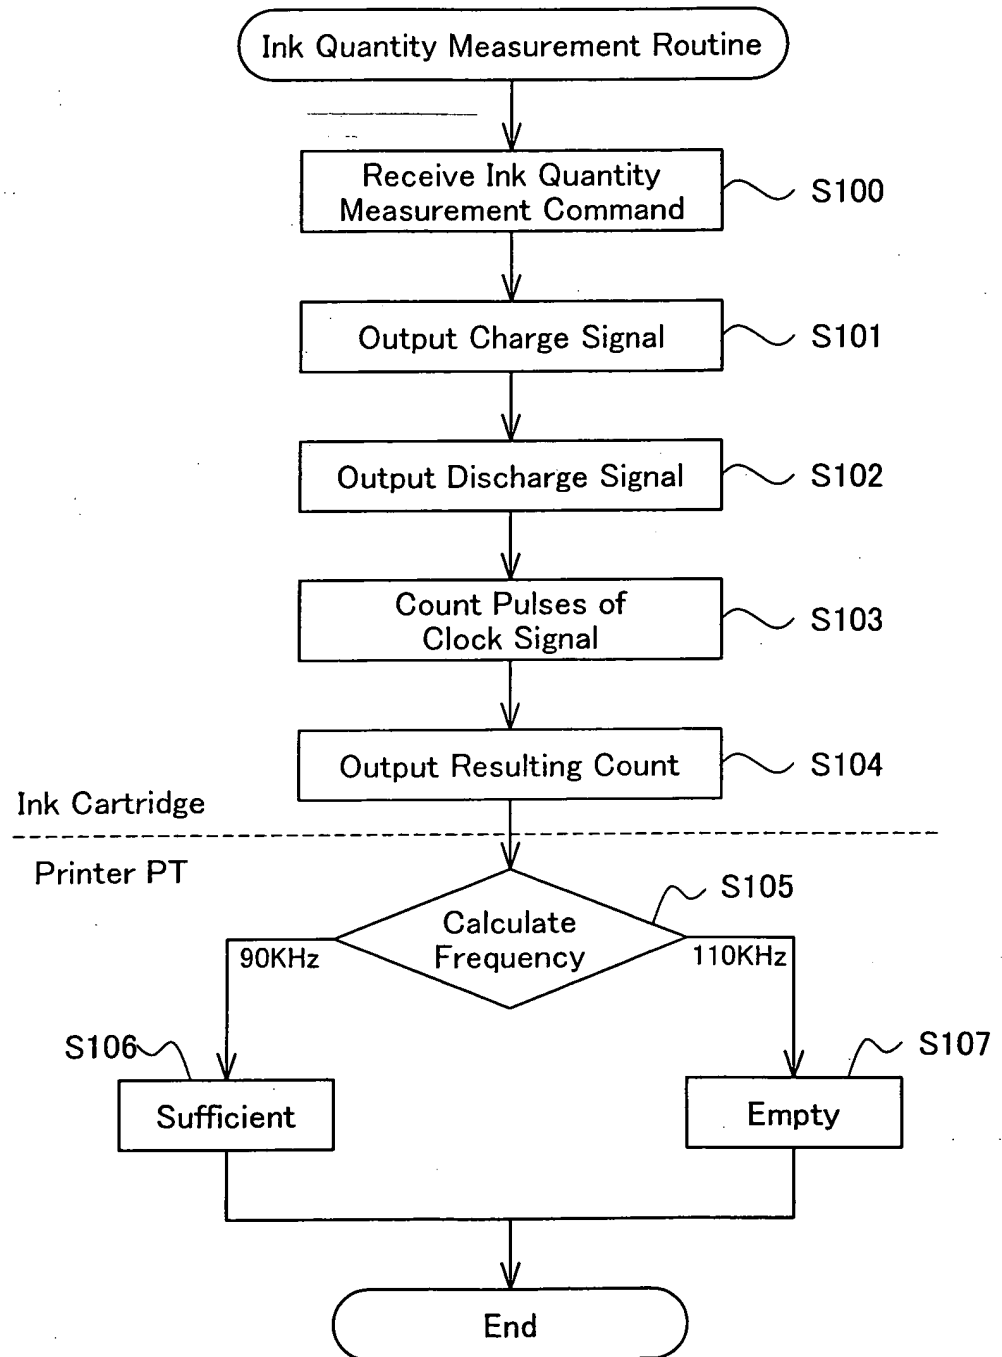 Ink Quantity Measurement Routine
Receive Ink Quantity
Measurement Command
S100
Output Charge Signal
S101
Output Discharge Signal
S102
Count Pulses of
Clock Signal
S103
Output Resulting Count
S104
Ink Cartridge
Printer PT
S105
Calculate
Frequency
90KHz
110KHz
S106
S107
Sufficient
Empty
End